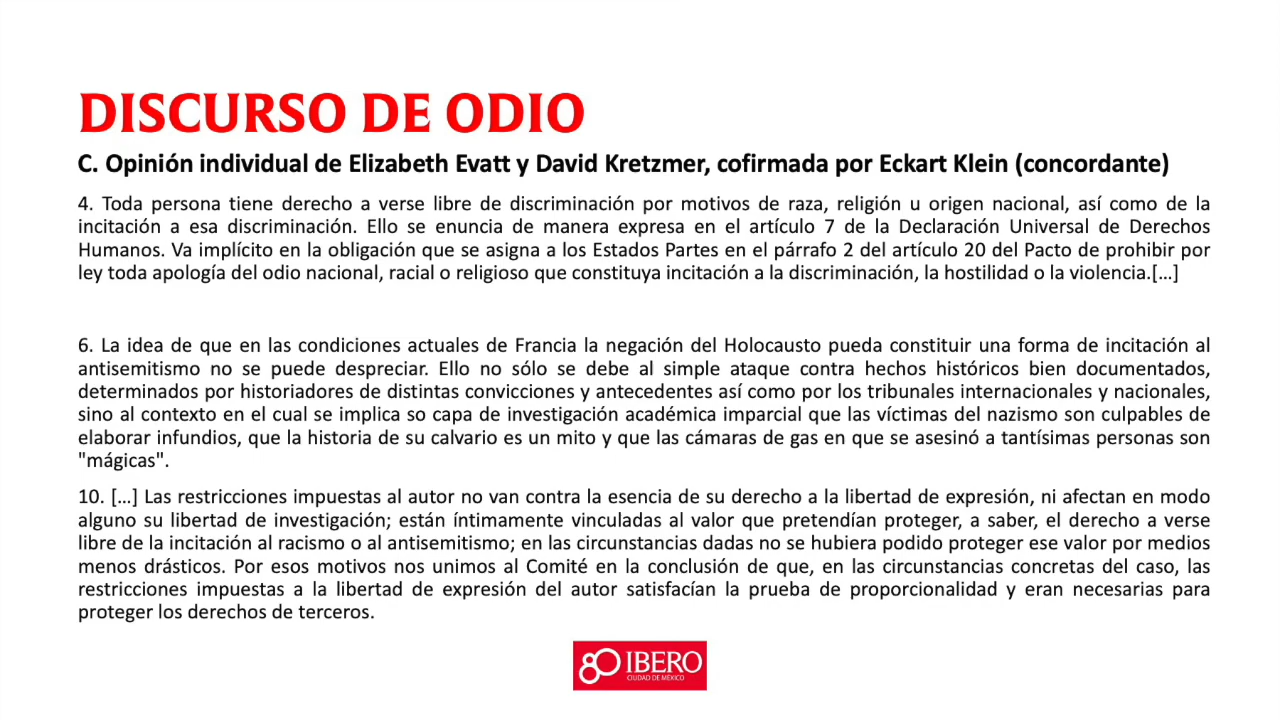 DISCURSO DE ODIO
C. Opinión individual de Elizabeth Evatt y David Kretzmer, cofirmada por Eckart Klein (concordante)
4. Toda persona tiene derecho a verse libre de discriminación por motivos de raza, religión u origen nacional, así como de la
incitación a esa discriminación. Ello se enuncia de manera expresa en el artículo 7 de la Declaración Universal de Derechos
Humanos. Va implícito en la obligación que se asigna a los Estados Partes en el párrafo 2 del artículo 20 del Pacto de prohibir por
ley toda apología del odio nacional, racial o religioso que constituya incitación a la discriminación, la hostilidad o la violencia.[…]
6. La idea de que en las condiciones actuales de Francia la negación del Holocausto pueda constituir una forma de incitación al
antisemitismo no se puede despreciar. Ello no sólo se debe al simple ataque contra hechos históricos bien documentados,
determinados por historiadores de distintas convicciones y antecedentes así como por los tribunales internacionales y nacionales,
sino al contexto en el cual se implica so capa de investigación académica imparcial que las víctimas del nazismo son culpables de
elaborar infundios, que la historia de su calvario es un mito y que las cámaras de gas en que se asesinó a tantísimas personas son
"mágicas".
10. […] Las restricciones impuestas al autor no van contra la esencia de su derecho a la libertad de expresión, ni afectan en modo
alguno su libertad de investigación; están íntimamente vinculadas al valor que pretendían proteger, a saber, el derecho a verse
libre de la incitación al racismo o al antisemitismo; en las circunstancias dadas no se hubiera podido proteger ese valor por medios
menos drásticos. Por esos motivos nos unimos al Comité en la conclusión de que, en las circunstancias concretas del caso, las
restricciones impuestas a la libertad de expresión del autor satisfacían la prueba de proporcionalidad y eran necesarias para
proteger los derechos de terceros.
80 IBERO
CIUDAD DE MÉXICO